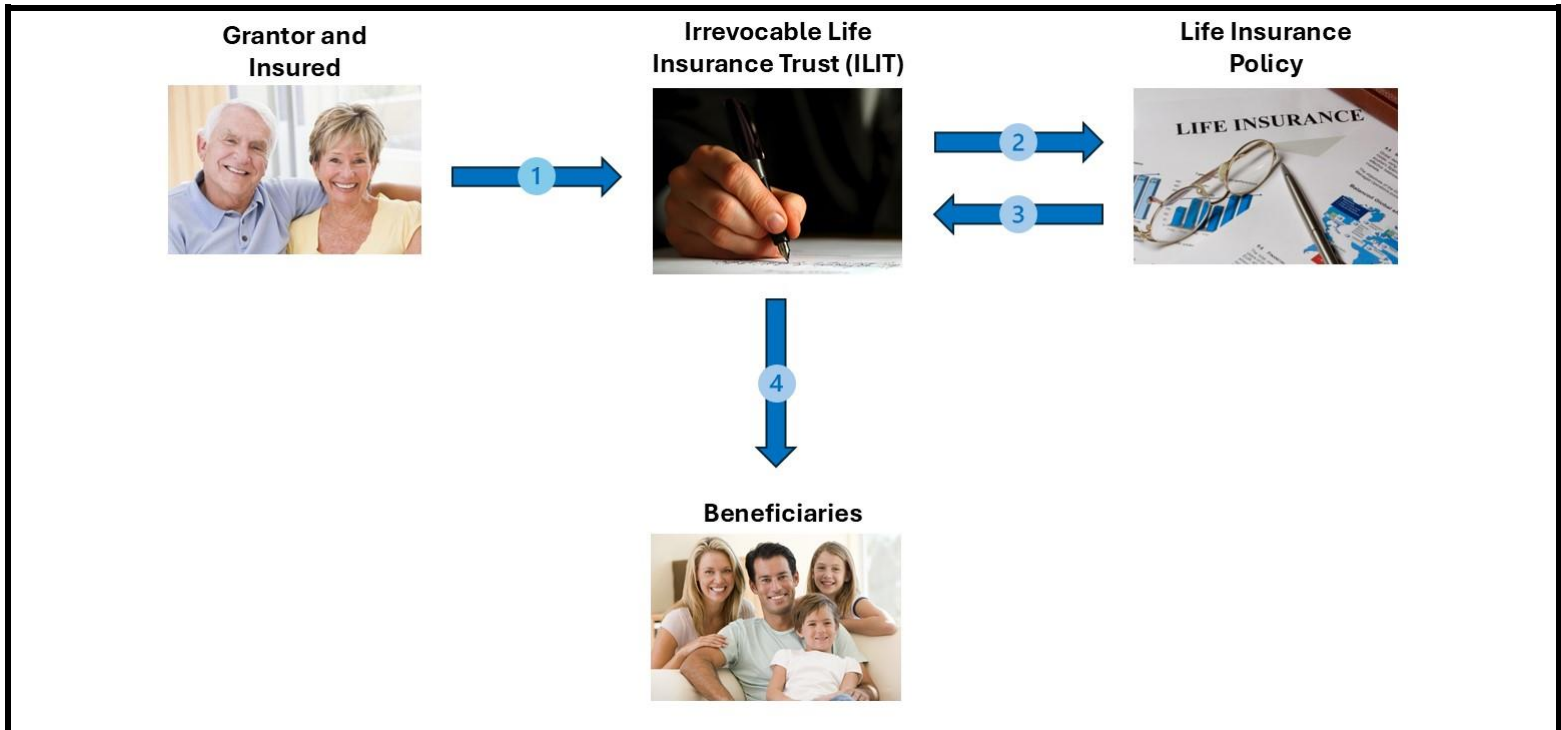 Grantor and
Insured
Irrevocable Life
Insurance Trust (ILIT)
Life Insurance
Policy
LIFE INSURANCE
1
2
3
4
Beneficiaries